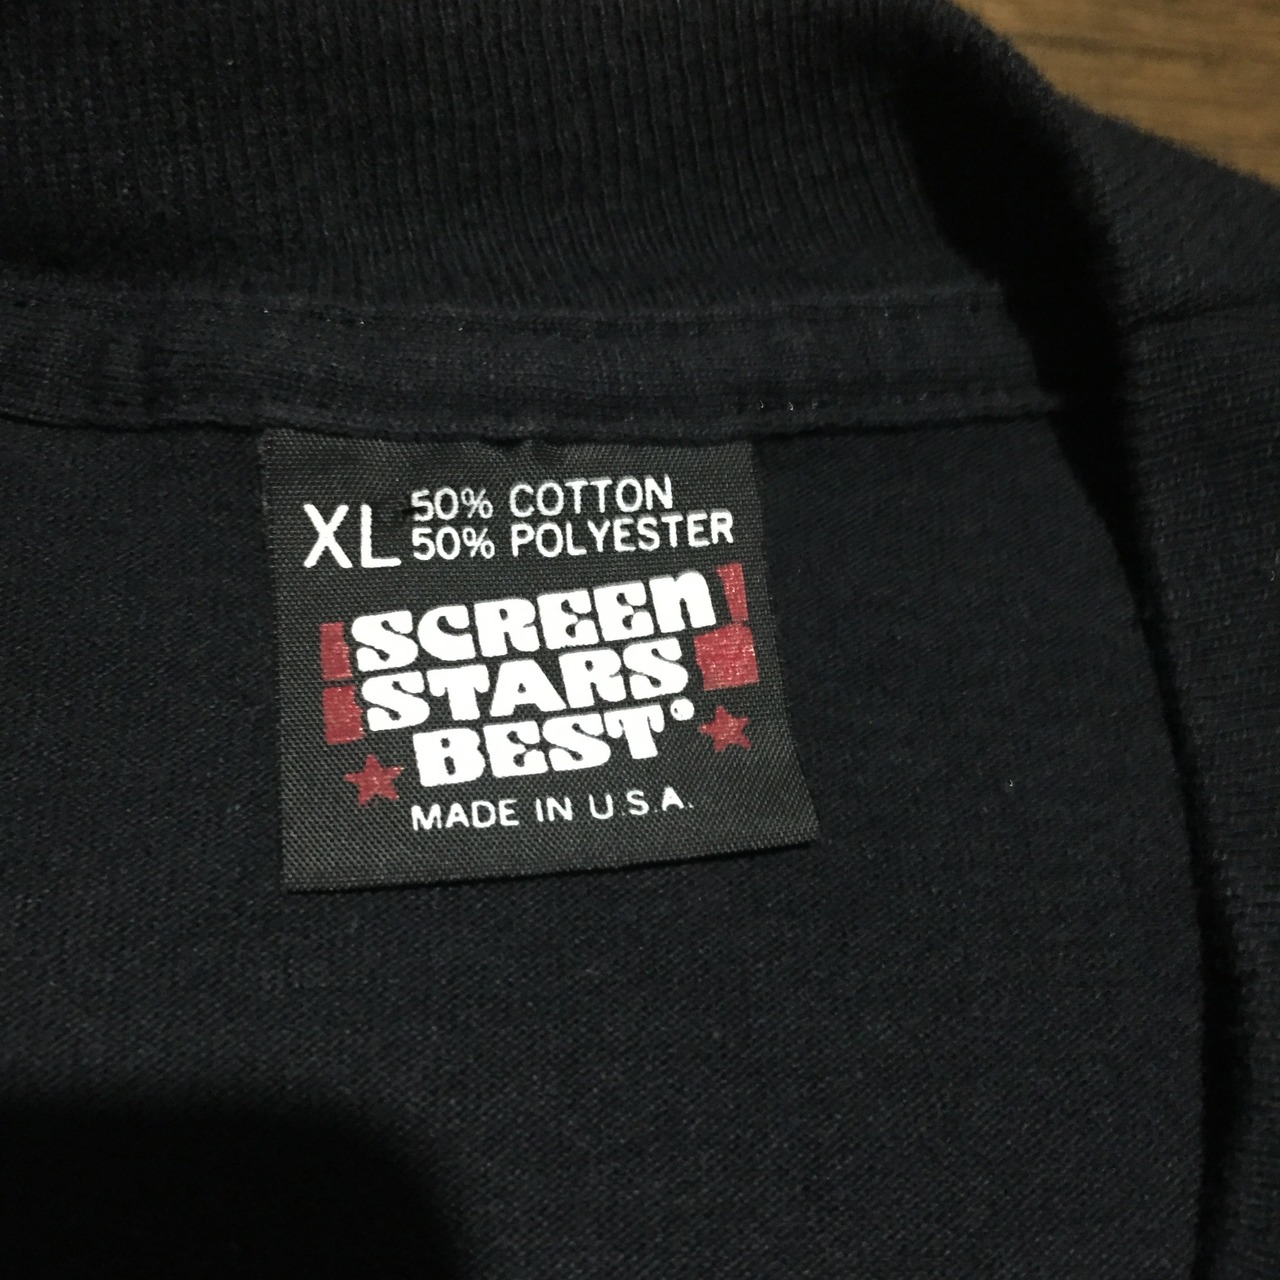 XL 50% COTTON
50% POLYESTER
SCREEN
STARS
BEST®
MADE IN U.S.A.